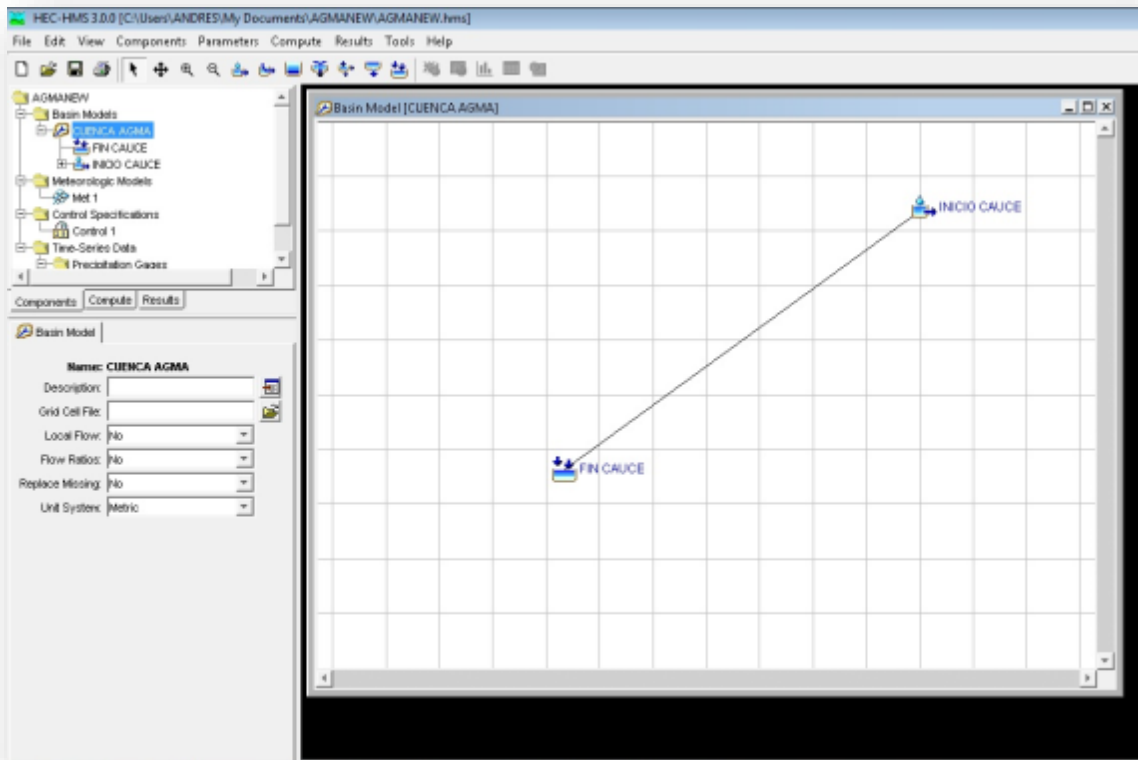 HEC-HMS 3.0.0 [C:\Users\ANDRES\My Documents\AGMANEW\AGMANEW.hms]
File Edit View Components Parameters Compute Results Tools Help
AGMANEW
Basin Models
CUENCA AGMA
FIN CAUCE
INICIO CAUCE
Meteorologic Models
Met 1
Control Specifications
Control 1
Time-Series Data
Precipitation Gages
Components Compute Results
Basin Model
Name: CUENCA AGMA
Description:
Grid Cell File:
Local Flow: No
Flow Ratios: No
Replace Missing: No
Unit System: Metric
Basin Model [CUENCA AGMA]
INICIO CAUCE
FIN CAUCE